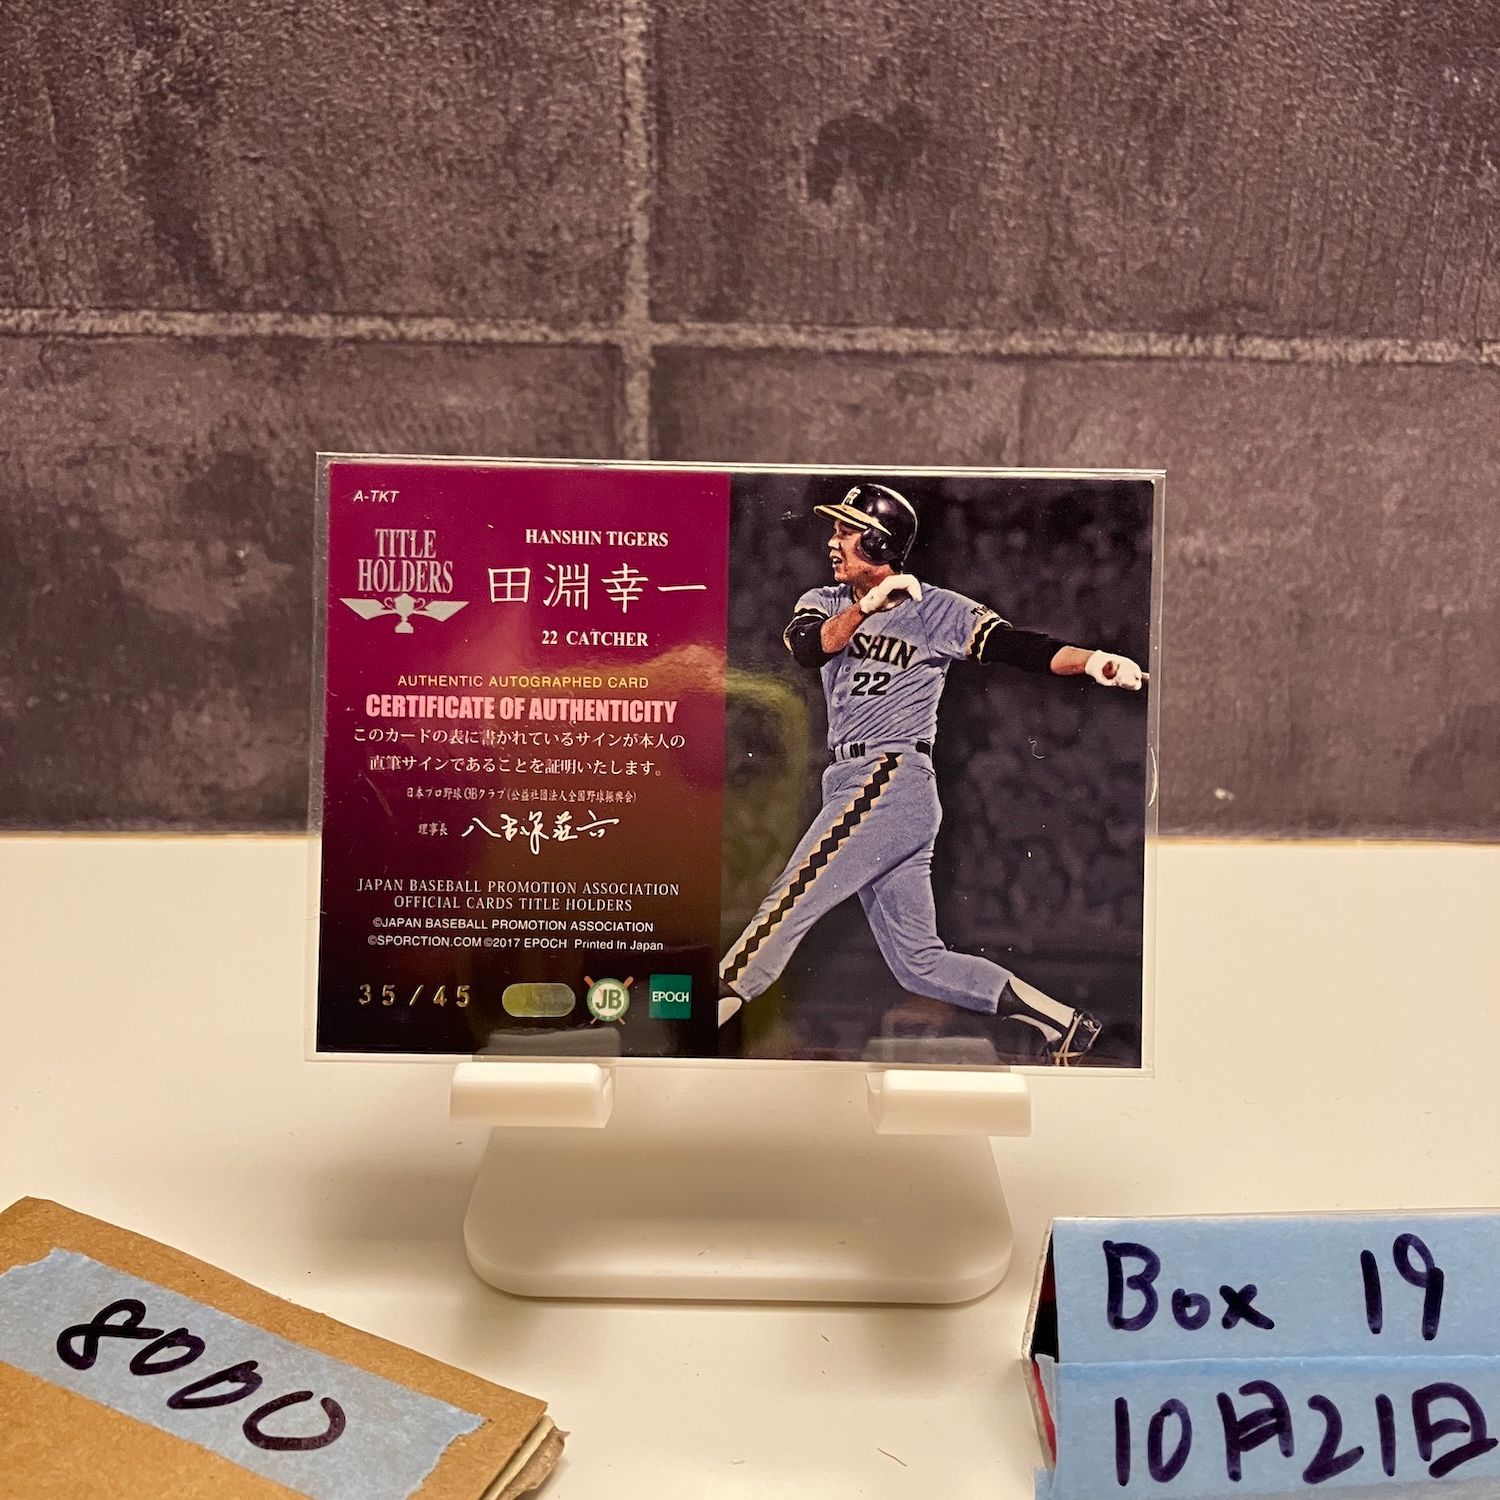 A-TKT
TITLE
HOLDERS
HANSHIN TIGERS
田淵幸一
22 CATCHER
AUTHENTIC AUTOGRAPHED CARD
CERTIFICATE OF AUTHENTICITY
このカードの表に書かれているサインが本人の
直筆サインであることを証明いたします。
日本プロ野球OBクラブ(公益社団法人全国野球振興会)
理事長 八木沢荘六
JAPAN BASEBALL PROMOTION ASSOCIATION
OFFICIAL CARDS TITLE HOLDERS
©JAPAN BASEBALL PROMOTION ASSOCIATION
©SPORCTION.COM ©2017 EPOCH Printed In Japan
35/45
JB
EPOCH
SHIN
22
8000
Box 19
10月21日